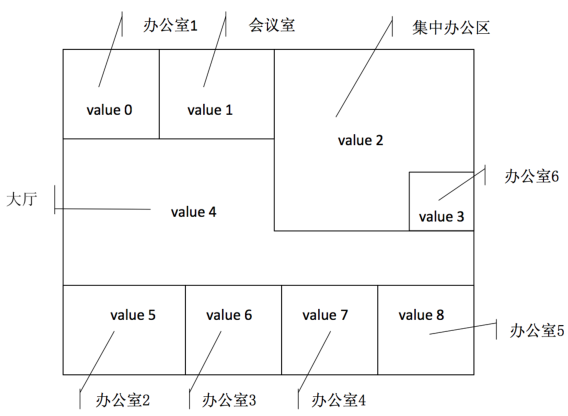 办公室1
会议室
集中办公区
value 0
value 1
value 2
办公室6
大厅
value 4
value 3
value 5
value 6
value 7
value 8
办公室5
办公室2
办公室3
办公室4